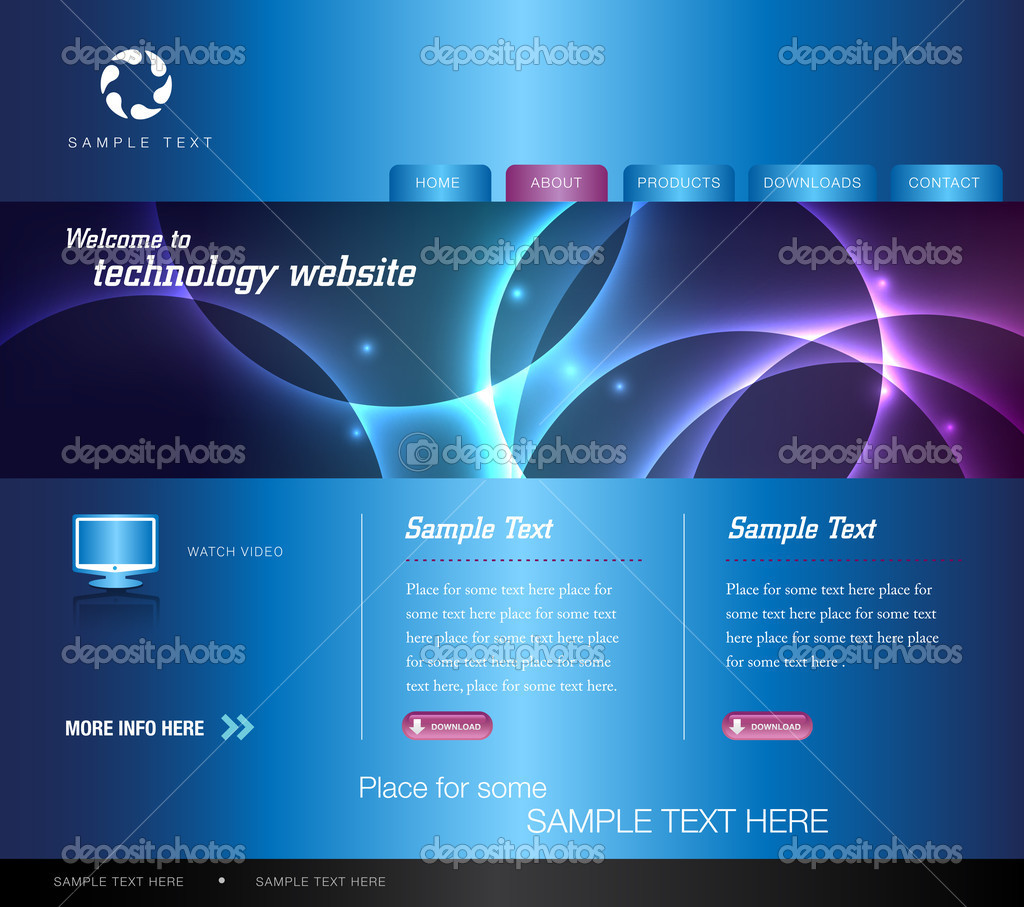 depositphotos depositphotos depositphotos
SAMPLE TEXT
HOME ABOUT PRODUCTS DOWNLOADS CONTACT
Welcome to
technology website
depositphotos depositphotos depositphotos
depositphotos depositphotos depositphotos
WATCH VIDEO
MORE INFO HERE
Sample Text
Place for some text here place for
some text here place for some text
here place for some text here place
for some text here place for some
text here, place for some text here.
DOWNLOAD
Sample Text
Place for some text here place for
some text here place for some text
here place for some text here place
for some text here .
DOWNLOAD
depositphotos depositphotos depositphotos
Place for some
SAMPLE TEXT HERE
depositphotos depositphotos depositphotos
SAMPLE TEXT HERE • SAMPLE TEXT HERE